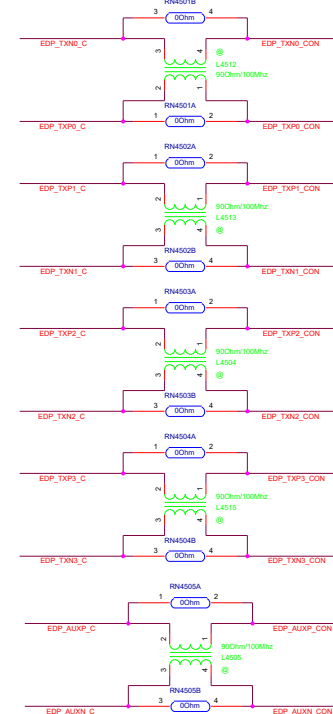 RN4501B
3 0Ohm 4
EDP_TXN0_C EDP_TXN0_CON
3 4 @
L4512
2 1 90Ohm/100Mhz
RN4501A
1 0Ohm 2
EDP_TXP0_C EDP_TXP0_CON
RN4502A
1 0Ohm 2
EDP_TXP1_C EDP_TXP1_CON
2 1 90Ohm/100Mhz
L4513
3 4 @
RN4502B
3 0Ohm 4
EDP_TXN1_C EDP_TXN1_CON
RN4503A
1 0Ohm 2
EDP_TXP2_C EDP_TXP2_CON
2 1 90Ohm/100Mhz
L4504
3 4 @
RN4503B
3 0Ohm 4
EDP_TXN2_C EDP_TXN2_CON
RN4504A
1 0Ohm 2
EDP_TXP3_C EDP_TXP3_CON
2 1 90Ohm/100Mhz
L4515
3 4 @
RN4504B
3 0Ohm 4
EDP_TXN3_C EDP_TXN3_CON
RN4505A
1 0Ohm 2
EDP_AUXP_C EDP_AUXP_CON
2 1 90Ohm/100Mhz
L4506
3 4 @
RN4505B
3 0Ohm 4
EDP_AUXN_C EDP_AUXN_CON